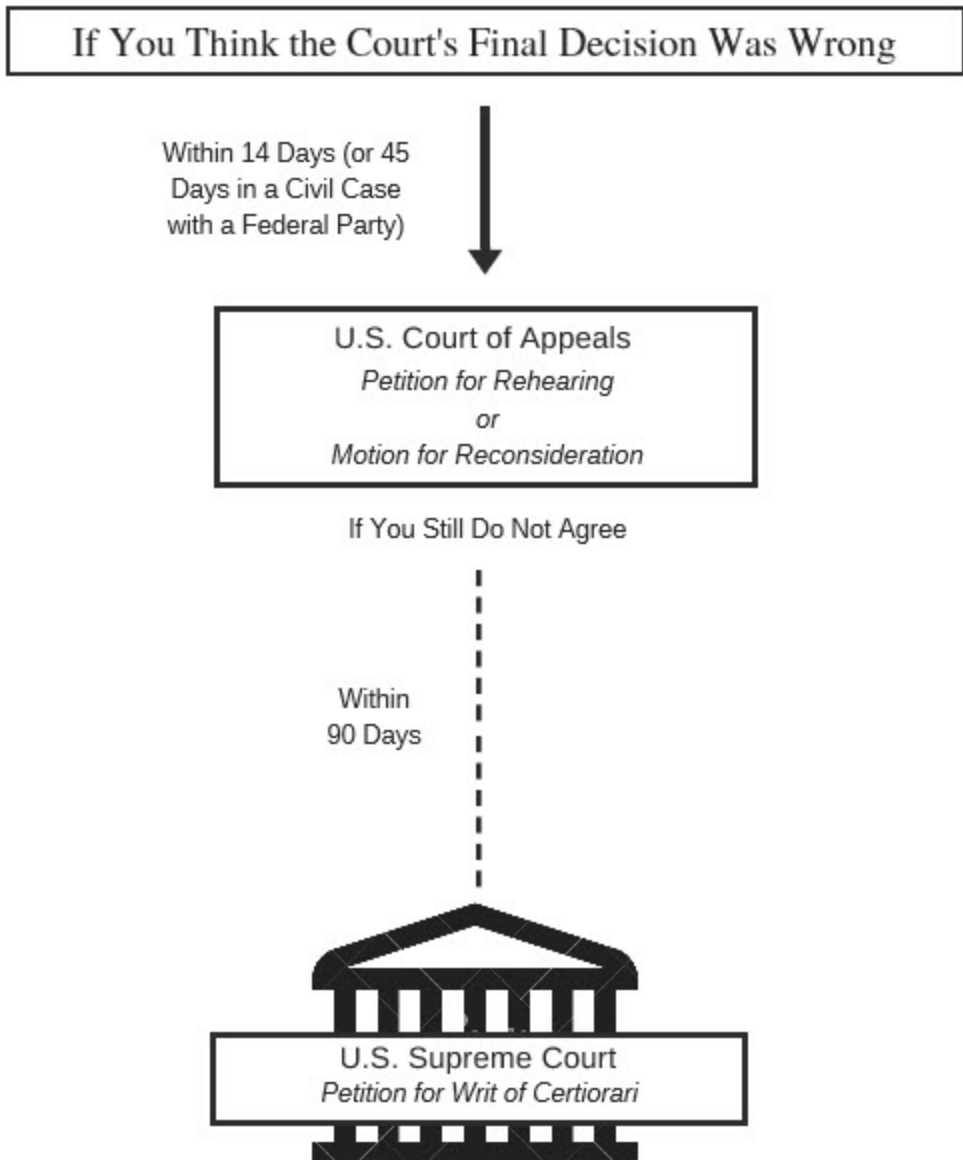 If You Think the Court's Final Decision Was Wrong
Within 14 Days (or 45
Days in a Civil Case
with a Federal Party)
U.S. Court of Appeals
Petition for Rehearing
or
Motion for Reconsideration
If You Still Do Not Agree
Within
90 Days
U.S. Supreme Court
Petition for Writ of Certiorari